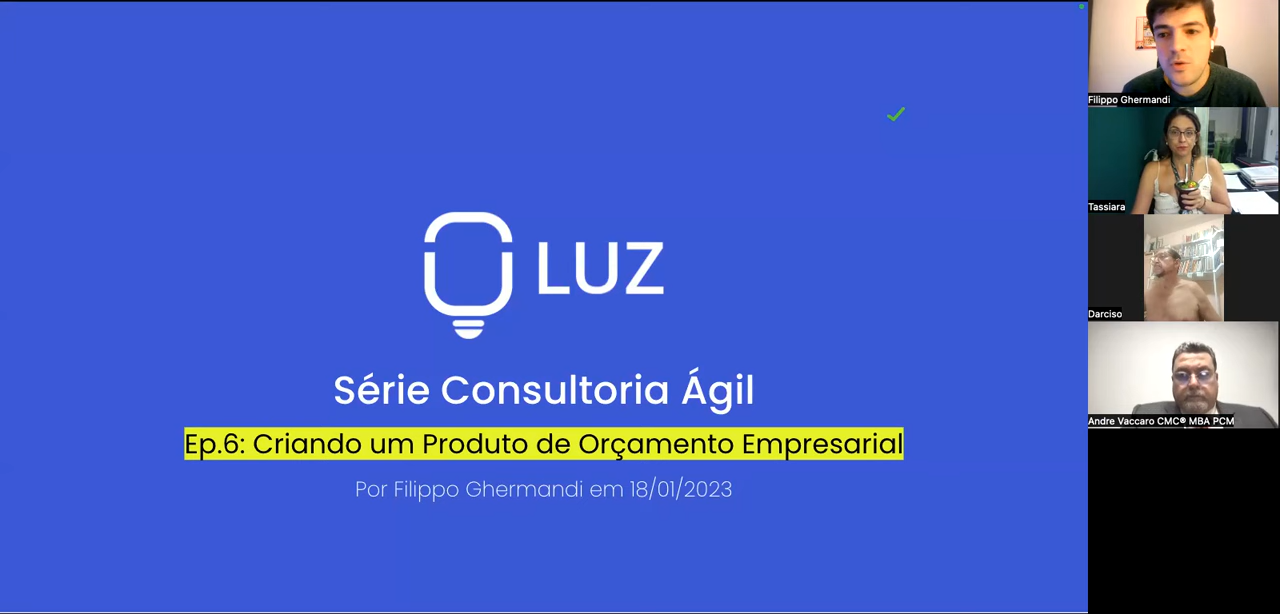 LUZ
Série Consultoria Ágil
Ep.6: Criando um Produto de Orçamento Empresarial
Por Filippo Ghermandi em 18/01/2023
Filippo Ghermandi
Tassiara
Darciso
Andre Vaccaro CMC® MBA PCM